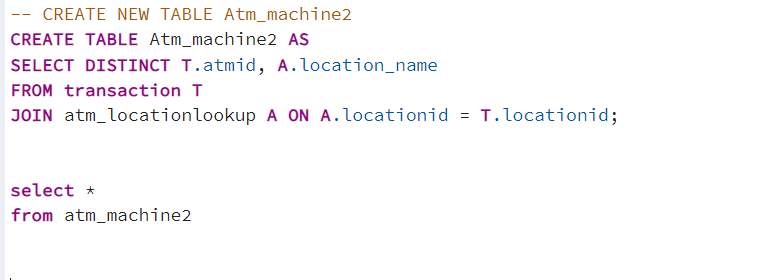 -- CREATE NEW TABLE Atm_machine2
CREATE TABLE Atm_machine2 AS
SELECT DISTINCT T.atmid, A.location_name
FROM transaction T
JOIN atm_locationlookup A ON A.locationid = T.locationid;
select *
from atm_machine2